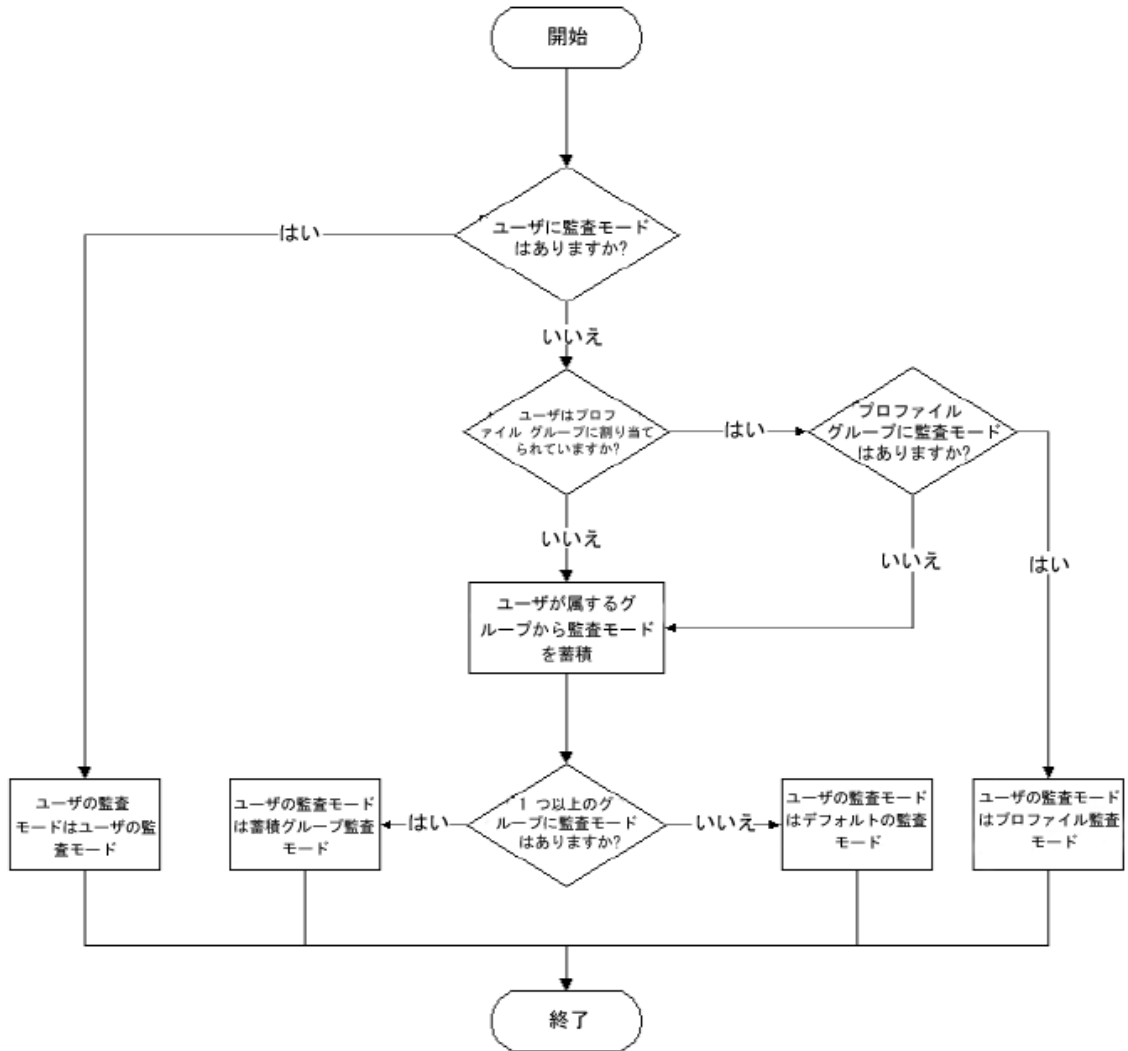 開始
ユーザに監査モード
はありますか?
はい
いいえ
ユーザはプロフ
ァイル グループに割り当て
られていますか?
はい
プロファイル
グループに監査モード
はありますか?
いいえ
いいえ
はい
ユーザが属するグ
ループから監査モード
を蓄積
ユーザの監査
モードはユーザの監
査モード
ユーザの監査モード
は蓄積グループ監査
モード
はい
1 つ以上のグ
ループに監査モード
はありますか?
いいえ
ユーザの監査モード
はデフォルトの監査
モード
ユーザの監査モード
はプロファイル監査
モード
終了